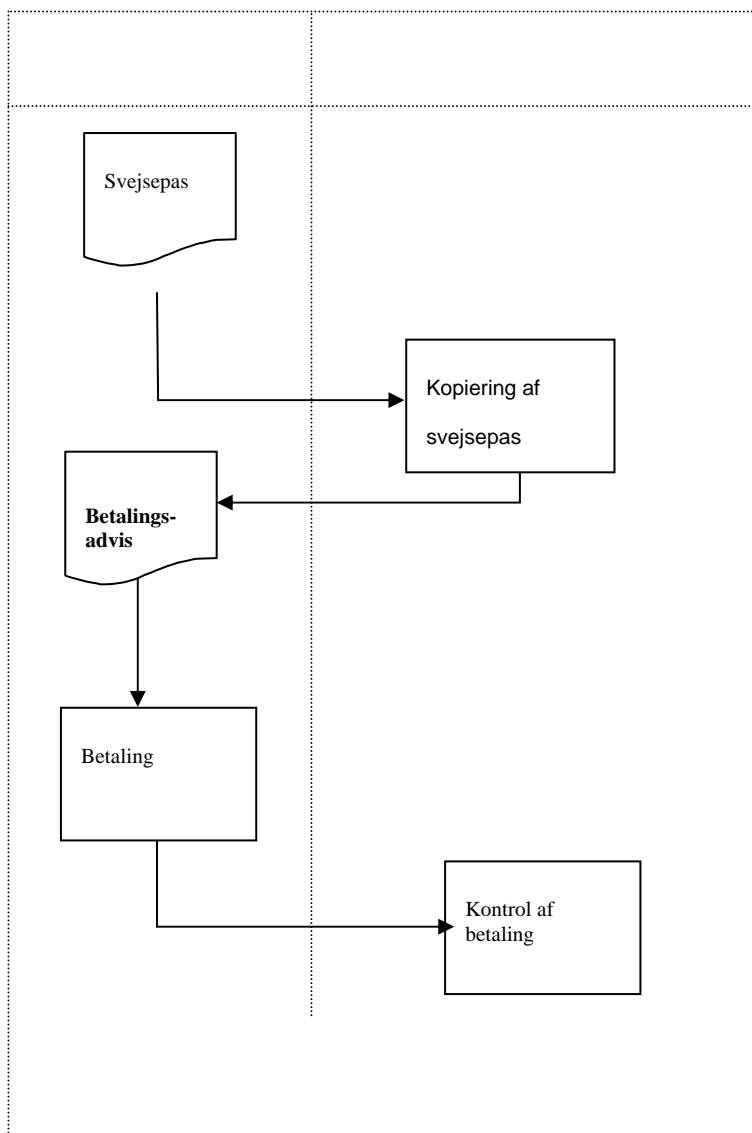 Svejsepas
Kopiering af
svejsepas
Betalings-
advis
Betaling
Kontrol af
betaling